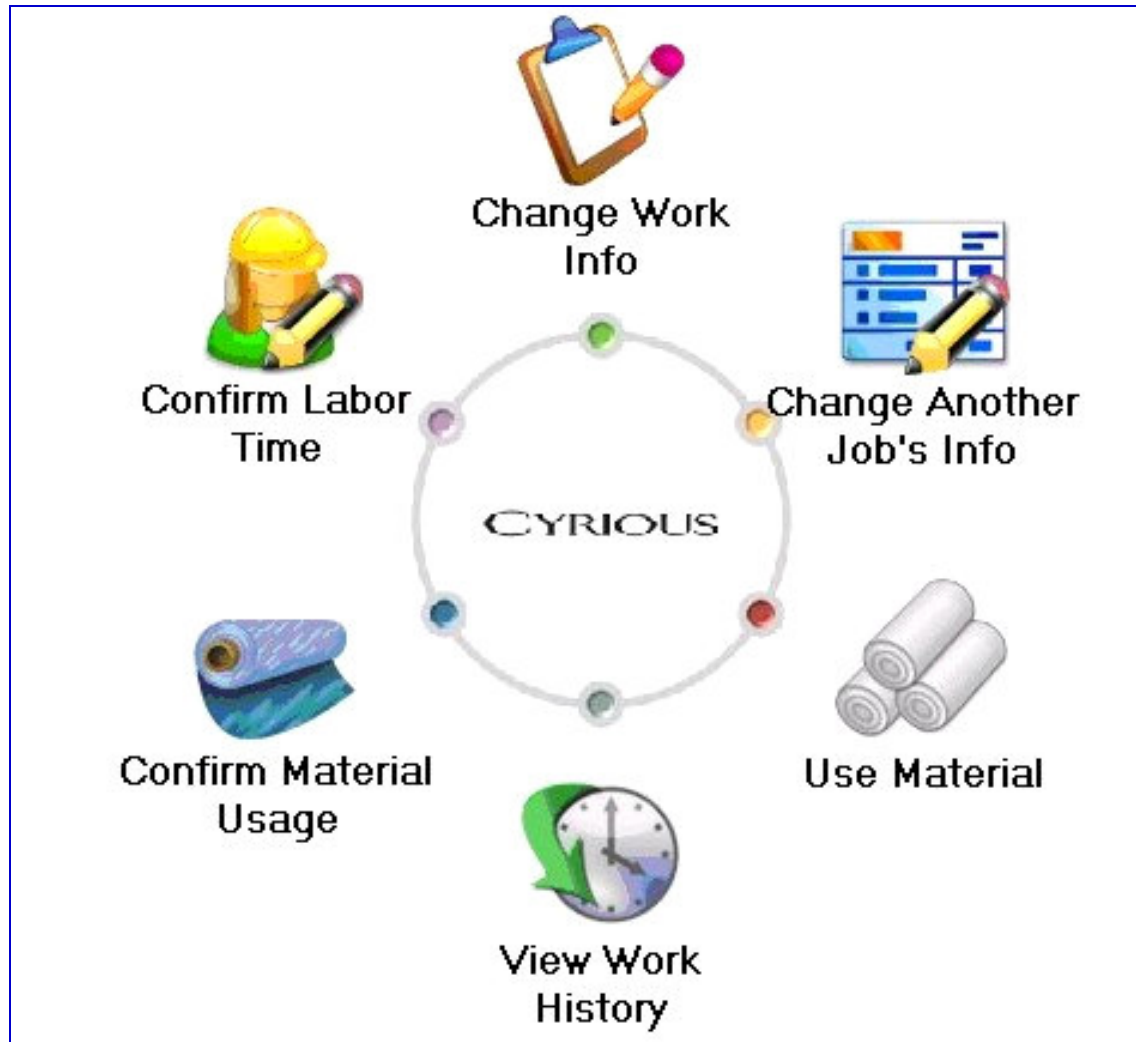 Change Work
Info
Confirm Labor
Time
Change Another
Job's Info
CYRIOUS
Confirm Material
Usage
Use Material
View Work
History